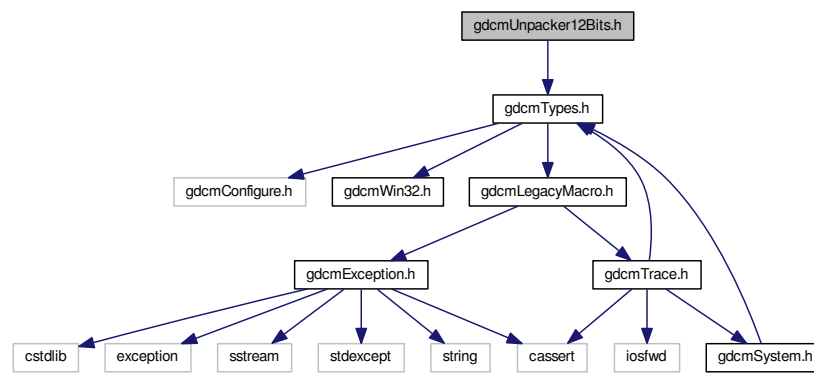 gdcmUnpacker12Bits.h
gdcmTypes.h
gdcmConfigure.h
gdcmWin32.h
gdcmLegacyMacro.h
gdcmException.h
gdcmTrace.h
cstdlib
exception
sstream
stdexcept
string
cassert
iosfwd
gdcmSystem.h